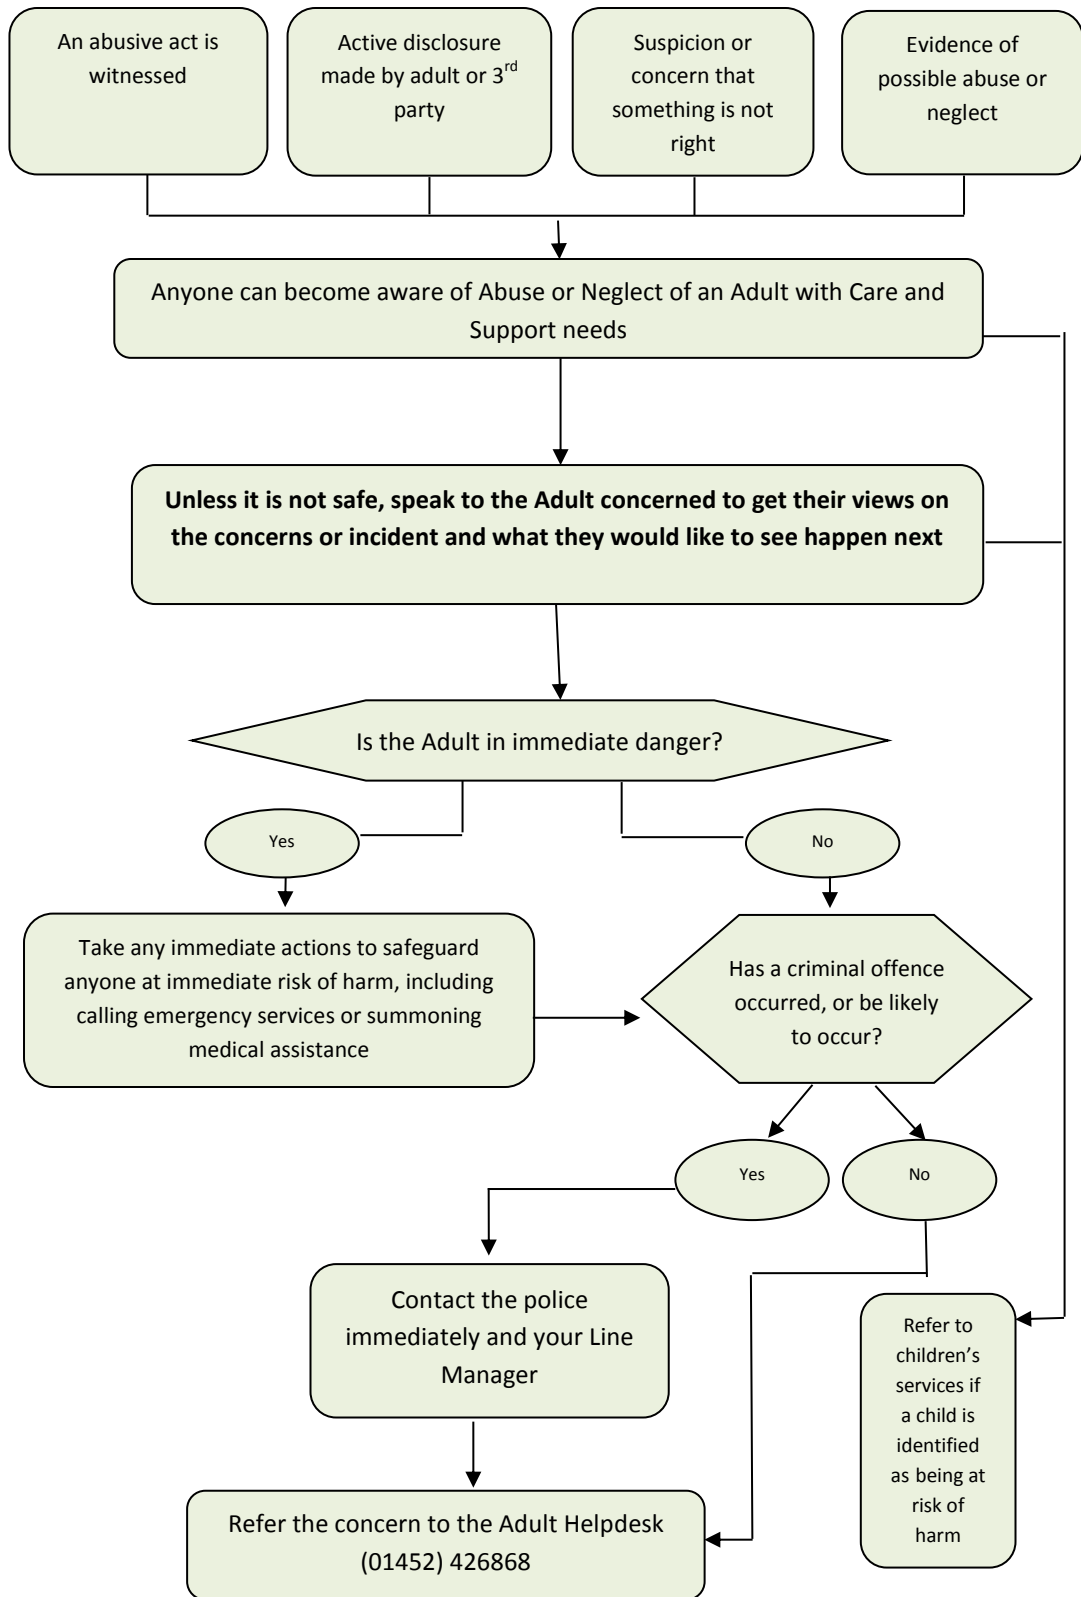 An abusive act is
witnessed
Active disclosure
made by adult or 3rd
party
Suspicion or
concern that
something is not
right
Evidence of
possible abuse or
neglect
Anyone can become aware of Abuse or Neglect of an Adult with Care and
Support needs
Unless it is not safe, speak to the Adult concerned to get their views on
the concerns or incident and what they would like to see happen next
Is the Adult in immediate danger?
Yes
No
Take any immediate actions to safeguard
anyone at immediate risk of harm, including
calling emergency services or summoning
medical assistance
Has a criminal offence
occurred, or be likely
to occur?
Yes
No
Contact the police
immediately and your Line
Manager
Refer to
children’s
services if
a child is
identified
as being at
risk of
harm
Refer the concern to the Adult Helpdesk
(01452) 426868